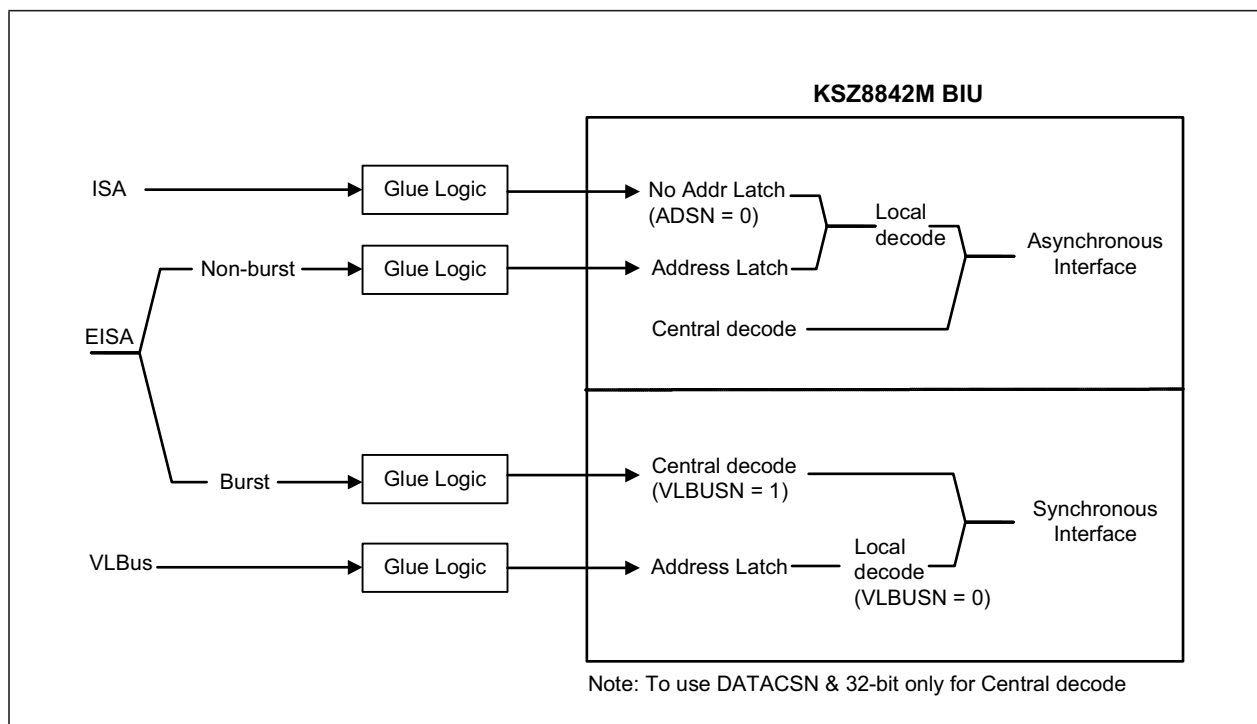 KSZ8842M BIU
ISA
Glue Logic
No Addr Latch
(ADSN = 0)
Local
decode
Asynchronous
Interface
EISA
Non-burst
Glue Logic
Address Latch
Central decode
Burst
Glue Logic
Central decode
(VLBUSN = 1)
Synchronous
Interface
VLBus
Glue Logic
Address Latch
Local
decode
(VLBUSN = 0)
Note: To use DATACSN & 32-bit only for Central decode